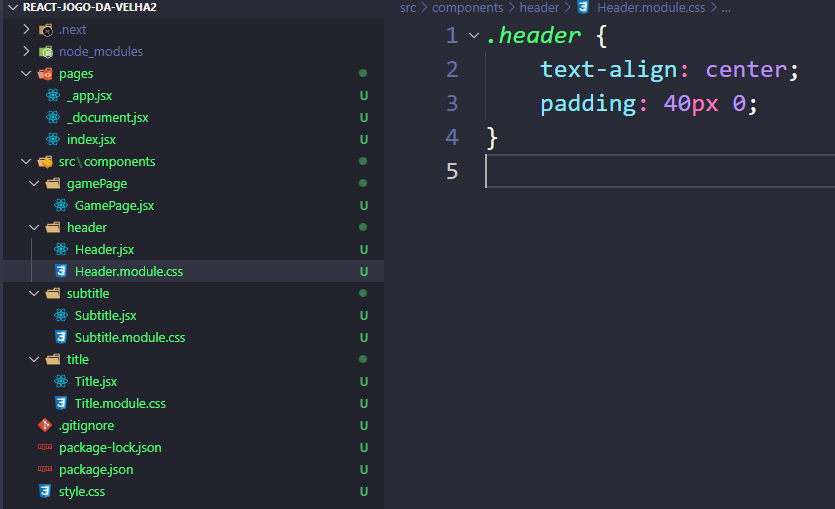 REACT-JOGO-DA-VELHA2
.next
node_modules
pages
_app.jsx U
_document.jsx U
index.jsx U
src\components
gamePage
GamePage.jsx U
header
Header.jsx U
Header.module.css U
subtitle
Subtitle.jsx U
Subtitle.module.css U
title
Title.jsx U
Title.module.css U
.gitignore U
package-lock.json U
package.json U
style.css U
src > components > header > Header.module.css > ...
1 .header {
2 text-align: center;
3 padding: 40px 0;
4 }
5